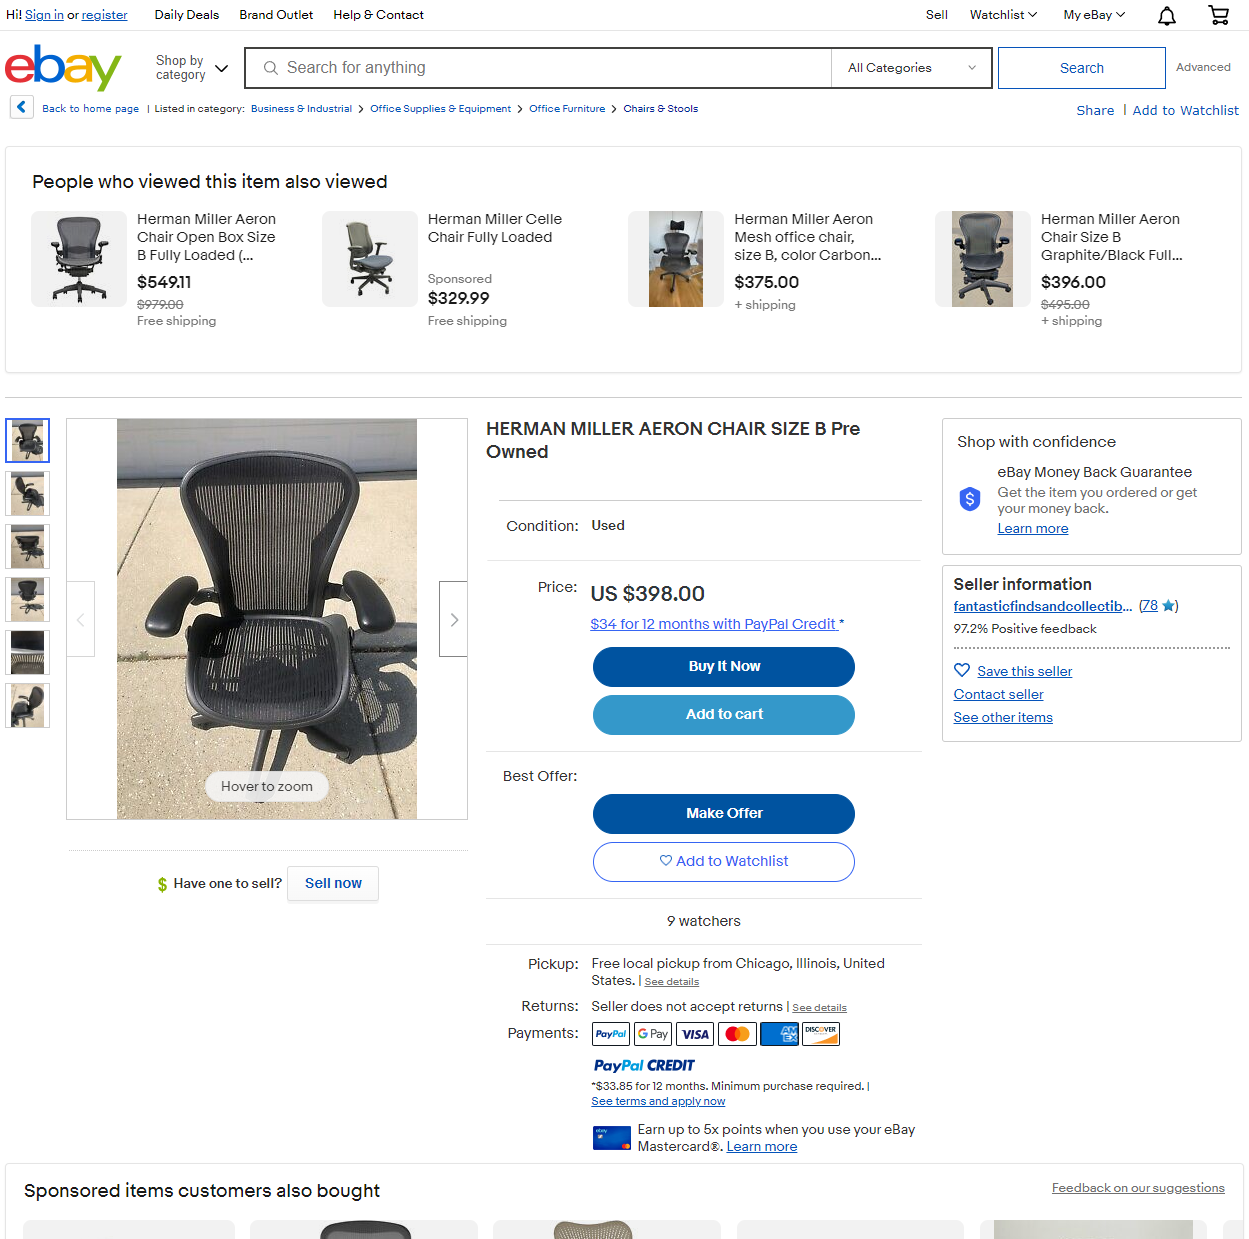 Hi! Sign in or register Daily Deals Brand Outlet Help & Contact Sell Watchlist My eBay
ebay Shop by category Search for anything All Categories Search Advanced
Back to home page | Listed in category: Business & Industrial > Office Supplies & Equipment > Office Furniture > Chairs & Stools Share | Add to Watchlist
People who viewed this item also viewed
Herman Miller Aeron
Chair Open Box Size
B Fully Loaded (...
$549.11
$979.00
Free shipping
Herman Miller Celle
Chair Fully Loaded
Sponsored
$329.99
Free shipping
Herman Miller Aeron
Mesh office chair,
size B, color Carbon...
$375.00
+ shipping
Herman Miller Aeron
Chair Size B
Graphite/Black Full...
$396.00
$495.00
+ shipping
Hover to zoom
$ Have one to sell? Sell now
HERMAN MILLER AERON CHAIR SIZE B Pre
Owned
Condition: Used
Price: US $398.00
$34 for 12 months with PayPal Credit *
Buy It Now
Add to cart
Best Offer:
Make Offer
Add to Watchlist
9 watchers
Pickup: Free local pickup from Chicago, Illinois, United
States. | See details
Returns: Seller does not accept returns | See details
Payments: PayPal G Pay VISA AMEX DISCOVER
PayPal CREDIT
*$33.85 for 12 months. Minimum purchase required. |
See terms and apply now
Earn up to 5x points when you use your eBay
Mastercard®. Learn more
Shop with confidence
eBay Money Back Guarantee
Get the item you ordered or get
your money back.
Learn more
Seller information
fantasticfindsandcollectib... (78)
97.2% Positive feedback
Save this seller
Contact seller
See other items
Sponsored items customers also bought Feedback on our suggestions